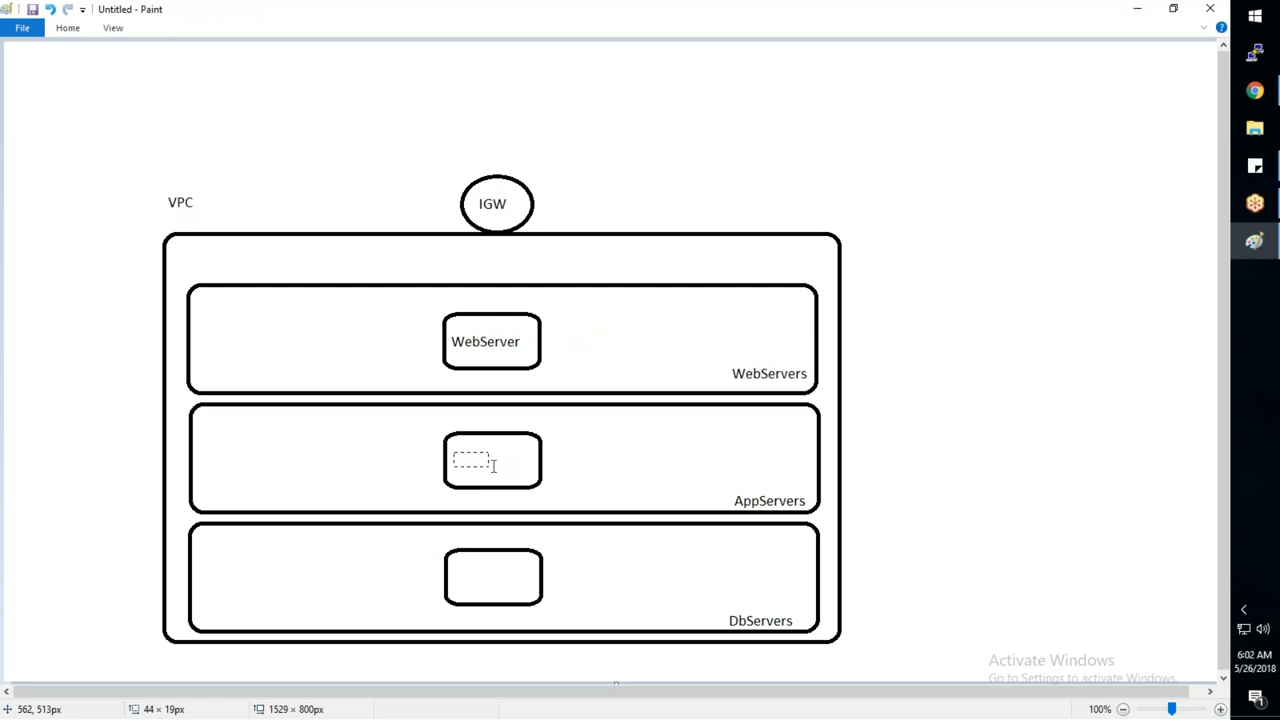 Untitled - Paint
File Home View
VPC
IGW
WebServer
WebServers
AppServers
DbServers
Activate Windows
Go to Settings to activate Windows.
562, 513px
44 × 19px
1529 × 800px
100%
6:02 AM
5/26/2018
1